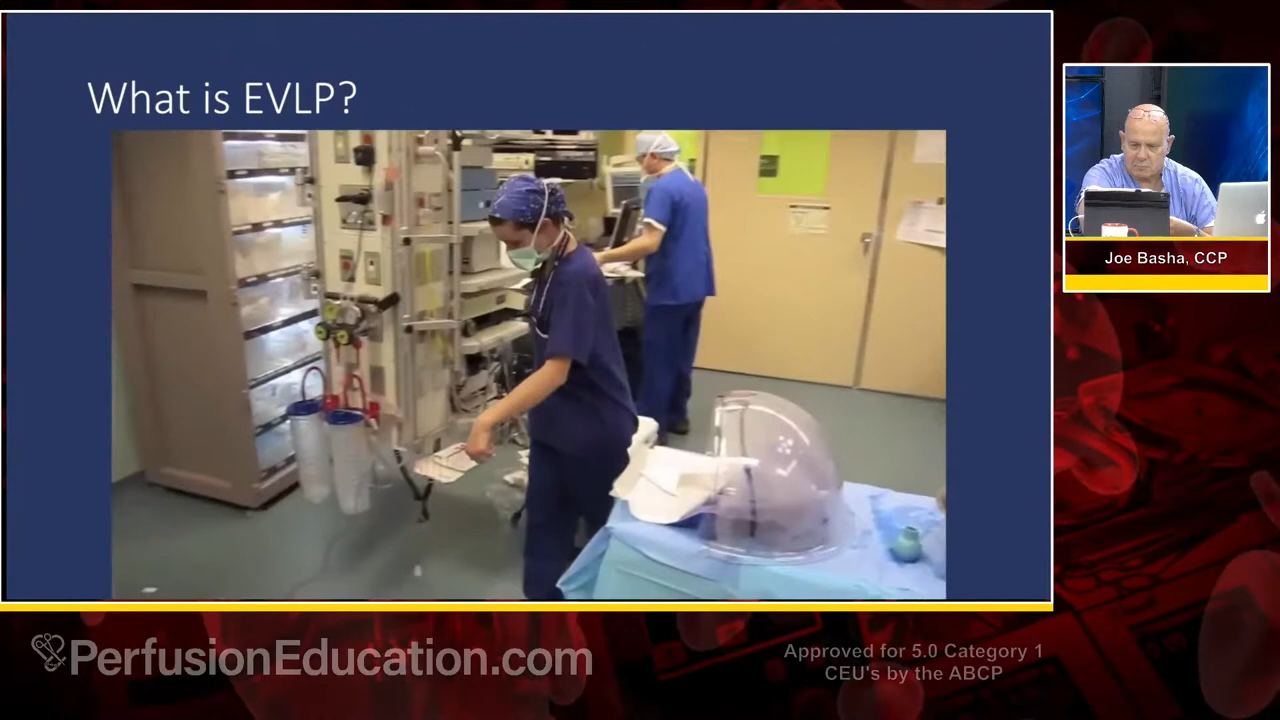 What is EVLP?
Joe Basha, CCP
PerfusionEducation.com
Approved for 5.0 Category 1
CEU's by the ABCP